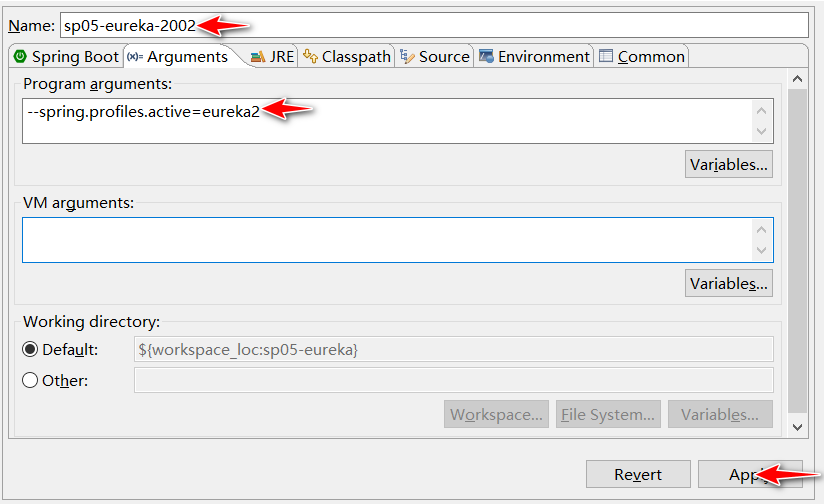 Name: sp05-eureka-2002
Spring Boot (x)= Arguments JRE Classpath Source Environment Common
Program arguments:
--spring.profiles.active=eureka2
Variables...
VM arguments:
Variables...
Working directory:
Default: ${workspace_loc:sp05-eureka}
Other:
Workspace... File System... Variables...
Revert Apply